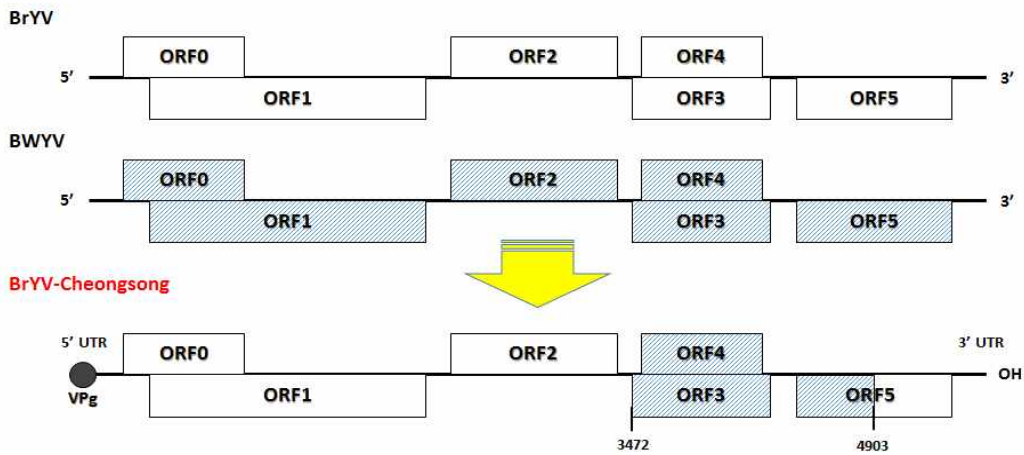 BrYV
ORF0 ORF2 ORF4
5’ 3’
ORF1 ORF3 ORF5
BWYV
ORF0 ORF2 ORF4
5’ 3’
ORF1 ORF3 ORF5
BrYV-Cheongsong
5’ UTR 3’ UTR
ORF0 ORF2 ORF4
OH
VPg ORF1 ORF3 ORF5
3472 4903